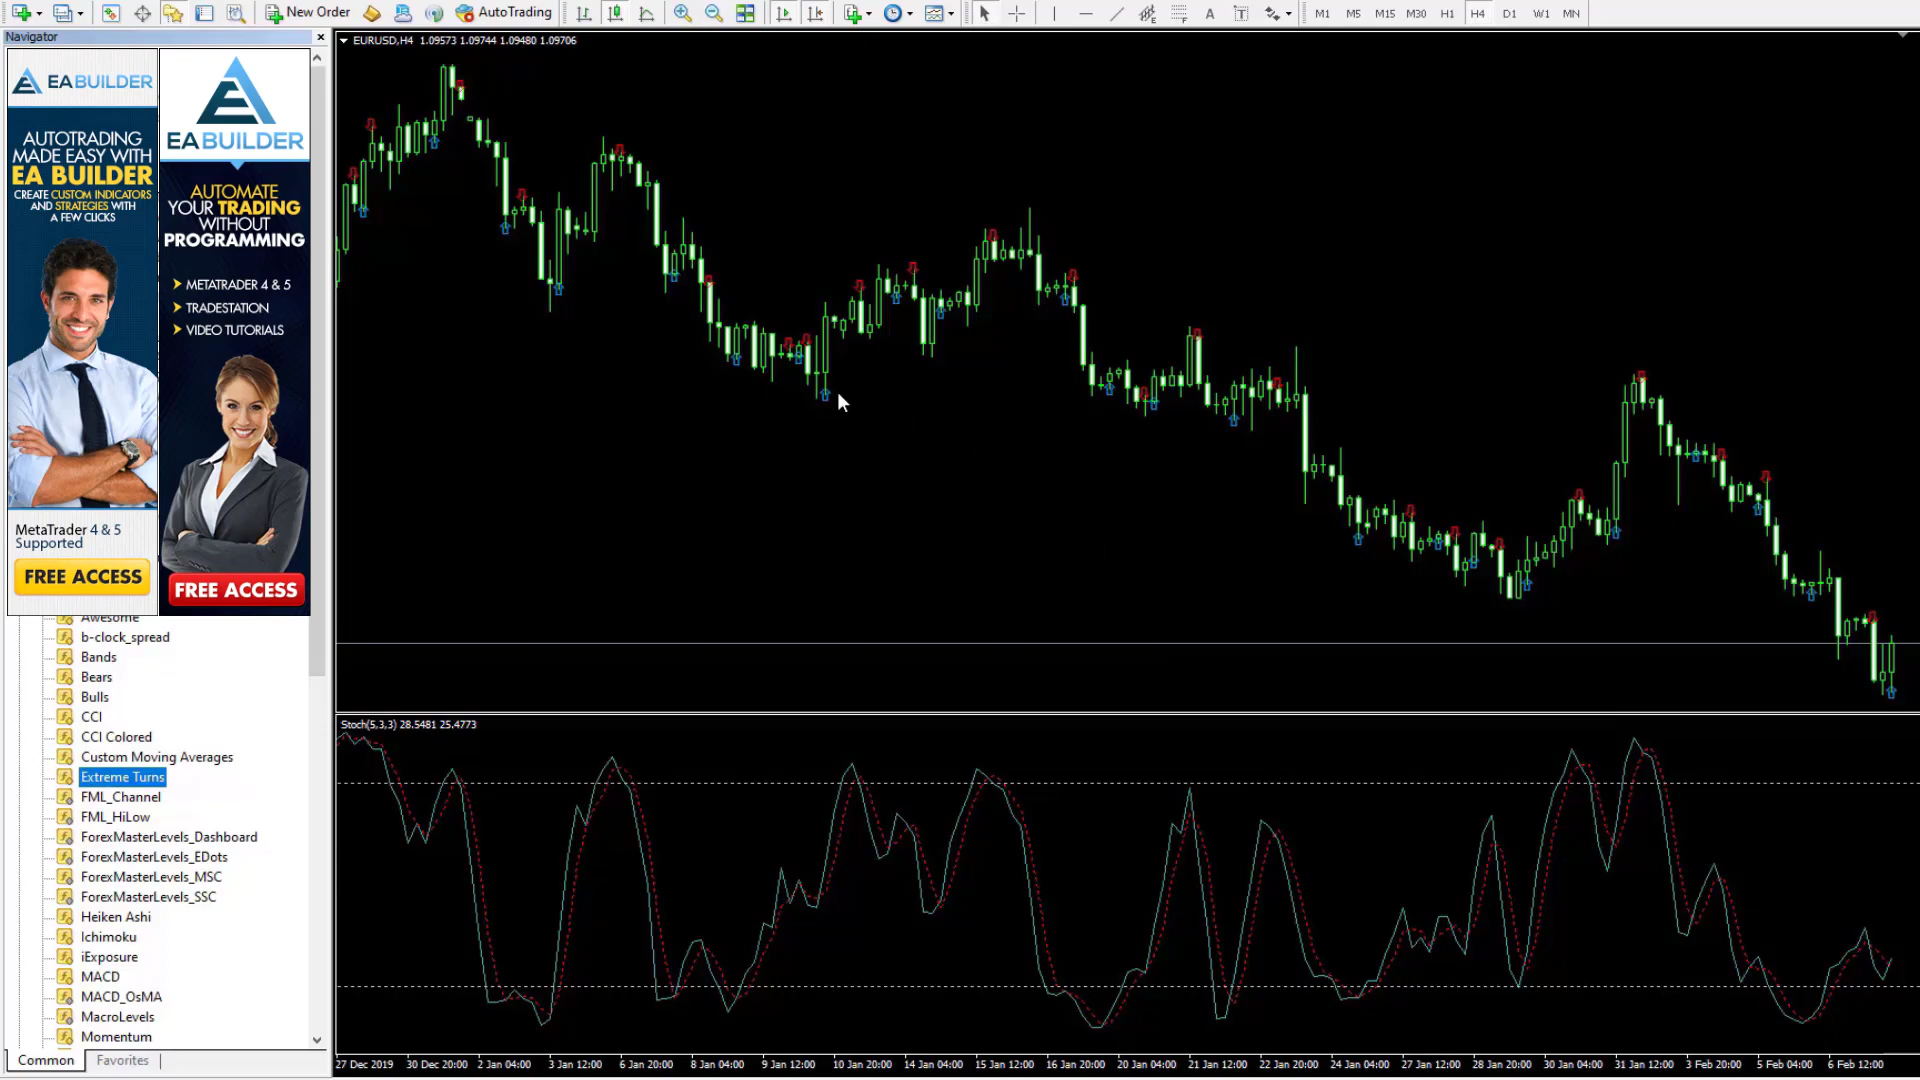 New Order
AutoTrading
M1 M5 M15 M30 H1 H4 D1 W1 MN
Navigator
EURUSD,H4 1.09573 1.09744 1.09480 1.09706
EA BUILDER
AUTOTRADING
MADE EASY WITH
EA BUILDER
CREATE CUSTOM INDICATORS
AND STRATEGIES WITH
A FEW CLICKS
MetaTrader 4 & 5
Supported
FREE ACCESS
EA BUILDER
AUTOMATE
YOUR TRADING
WITHOUT
PROGRAMMING
METATRADER 4 & 5
TRADESTATION
VIDEO TUTORIALS
FREE ACCESS
Awesome
b-clock_spread
Bands
Bears
Bulls
CCI
CCI Colored
Custom Moving Averages
Extreme Turns
FML_Channel
FML_HiLow
ForexMasterLevels_Dashboard
ForexMasterLevels_EDots
ForexMasterLevels_MSC
ForexMasterLevels_SSC
Heiken Ashi
Ichimoku
iExposure
MACD
MACD_OsMA
MacroLevels
Momentum
Common
Favorites
Stoch(5,3,3) 28.5481 25.4773
27 Dec 2019
30 Dec 20:00
2 Jan 04:00
3 Jan 12:00
6 Jan 20:00
8 Jan 04:00
9 Jan 12:00
10 Jan 20:00
14 Jan 04:00
15 Jan 12:00
16 Jan 20:00
20 Jan 04:00
21 Jan 12:00
22 Jan 20:00
24 Jan 04:00
27 Jan 12:00
28 Jan 20:00
30 Jan 04:00
31 Jan 12:00
3 Feb 20:00
5 Feb 04:00
6 Feb 12:00